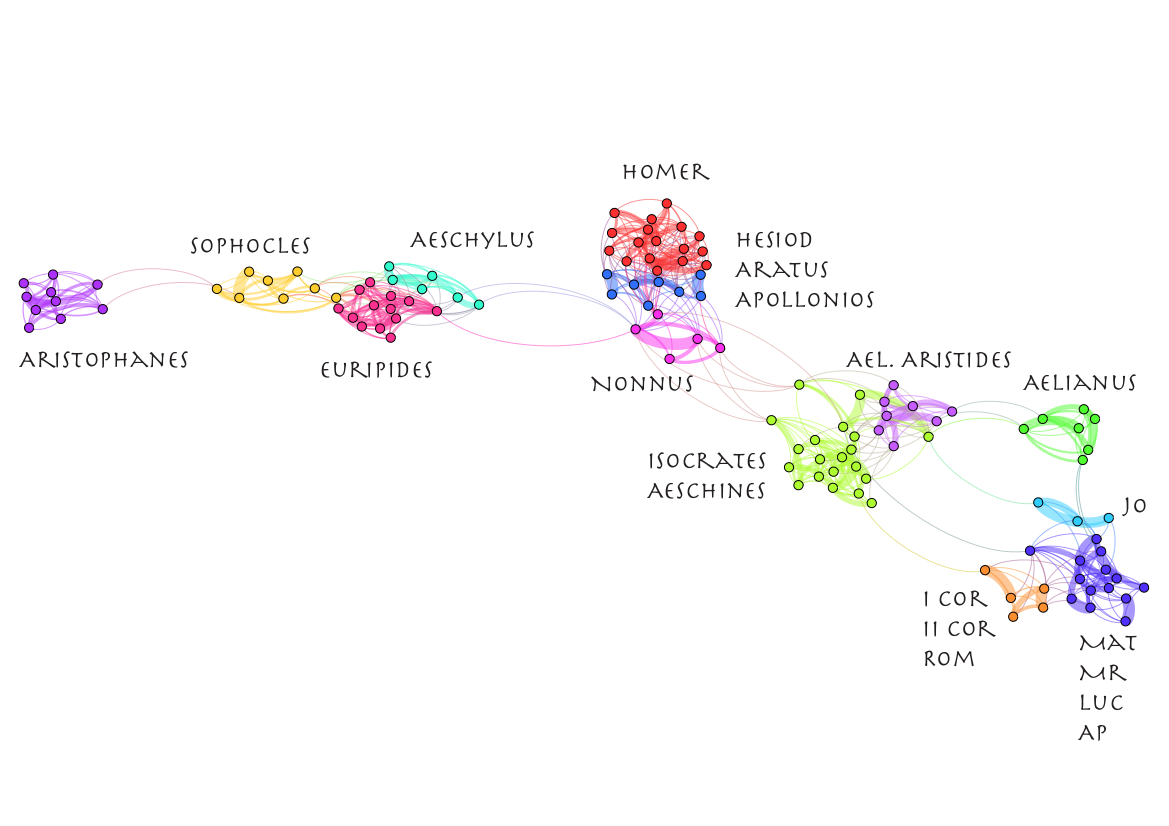 HOMER
SOPHOCLES
AESCHYLUS
HESIOD
ARATUS
APOLLONIOS
ARISTOPHANES
EURIPIDES
NONNUS
AEL. ARISTIDES
AELIANUS
ISOCRATES
AESCHINES
JO
I COR
II COR
ROM
MAT
MR
LUC
AP